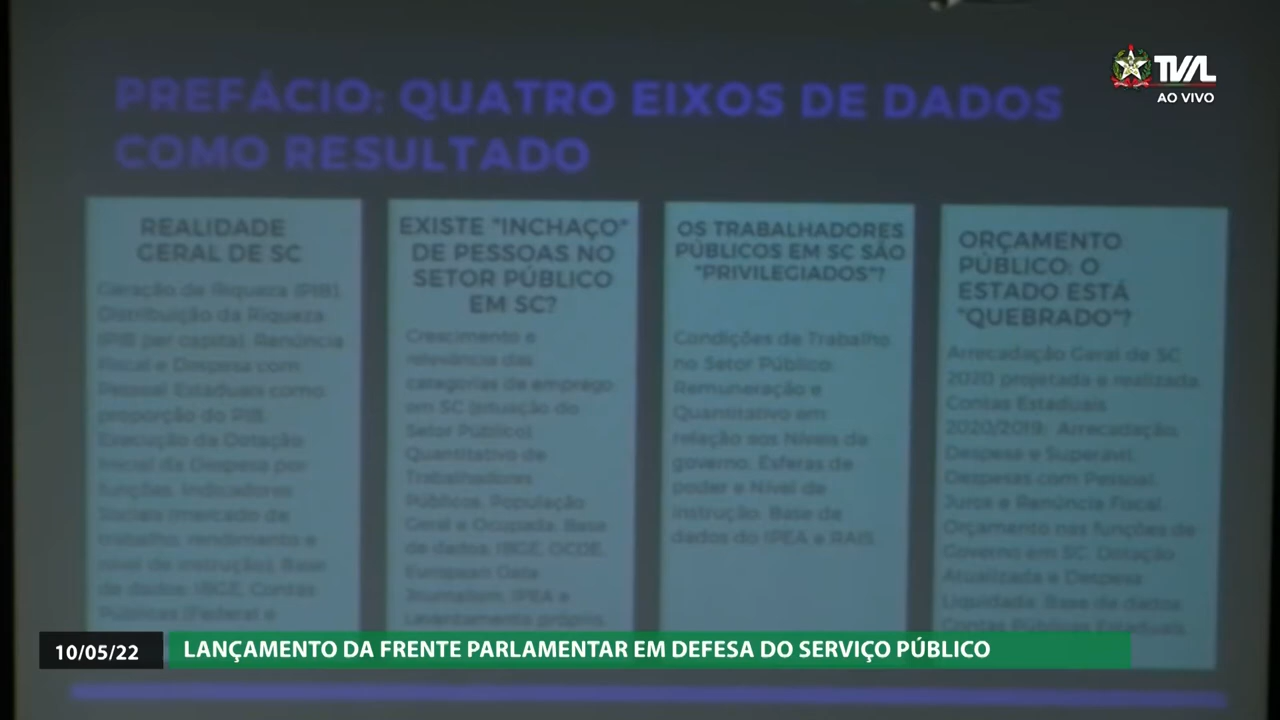 TVAL
AO VIVO
PREFÁCIO: QUATRO EIXOS DE DADOS
COMO RESULTADO
REALIDADE
GERAL DE SC
Geração de Riqueza (PIB).
Distribuição da Riqueza
(PIB per capita). Renúncia
Fiscal e Despesa com
Pessoal Estaduais como
proporção do PIB.
Execução da Dotação
Inicial da Despesa por
funções. Indicadores
Sociais (mercado de
trabalho, rendimento e
nível de instrução). Base
de dados: IBGE, Contas
Públicas (Federal e
EXISTE "INCHAÇO"
DE PESSOAS NO
SETOR PÚBLICO
EM SC?
Crescimento e
relevância das
categorias de emprego
em SC (situação do
Setor Público).
Quantitativo de
Trabalhadores
Públicos. População
Geral e Ocupada. Base
de dados: IBGE, OCDE,
European Data
Journalism, IPEA e
Levantamento próprio.
OS TRABALHADORES
PÚBLICOS EM SC SÃO
"PRIVILEGIADOS"?
Condições de Trabalho
no Setor Público:
Remuneração e
Quantitativo em
relação aos Níveis de
governo, Esferas de
poder e Nível de
instrução. Base de
dados do IPEA e RAIS.
ORÇAMENTO
PÚBLICO: O
ESTADO ESTÁ
"QUEBRADO"?
Arrecadação Geral de SC
2020 projetada e realizada.
Contas Estaduais
2020/2019: Arrecadação,
Despesa e Superávit.
Despesas com Pessoal,
Juros e Renúncia Fiscal.
Orçamento nas funções de
Governo em SC. Dotação
Atualizada e Despesa
Liquidada. Base de dados:
Contas Públicas Estaduais.
10/05/22
LANÇAMENTO DA FRENTE PARLAMENTAR EM DEFESA DO SERVIÇO PÚBLICO